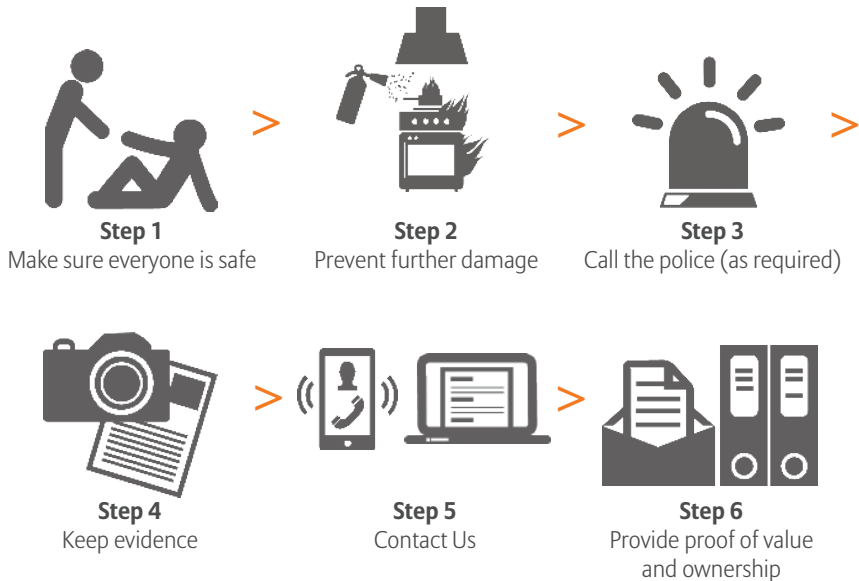 Step 1
Make sure everyone is safe
Step 2
Prevent further damage
Step 3
Call the police (as required)
Step 4
Keep evidence
Step 5
Contact Us
Step 6
Provide proof of value
and ownership